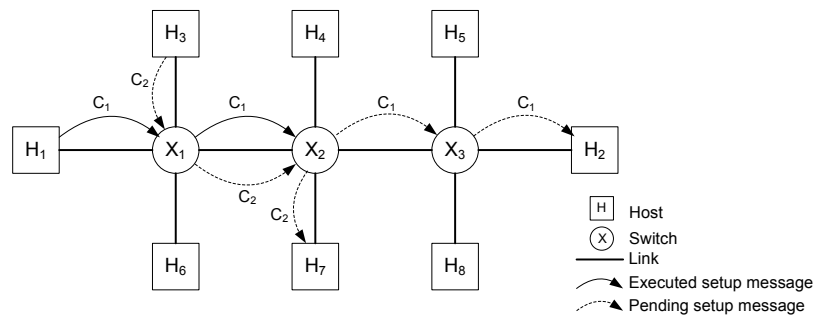 H3
H4
H5
C2
C1
C1
C1
C1
H1
X1
X2
X3
H2
C2
C2
H6
H7
H8
H Host
X Switch
Link
Executed setup message
Pending setup message